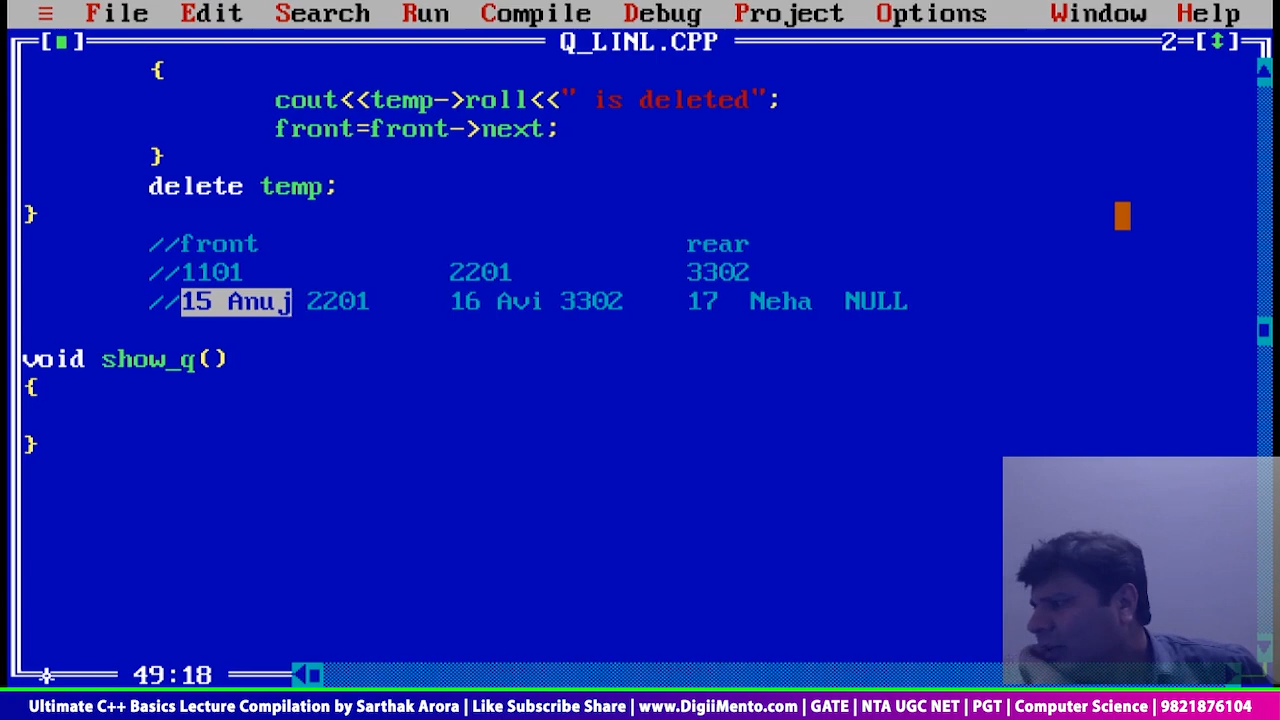 ≡ File Edit Search Run Compile Debug Project Options Window Help
[■] Q_LINL.CPP 2=[↕]
{
cout<<temp->roll<<" is deleted";
front=front->next;
}
delete temp;
}
//front rear
//1101 2201 3302
//15 Anuj 2201 16 Avi 3302 17 Neha NULL
void show_q()
{
}
49:18
Ultimate C++ Basics Lecture Compilation by Sarthak Arora | Like Subscribe Share | www.DigiiMento.com | GATE | NTA UGC NET | PGT | Computer Science | 9821876104